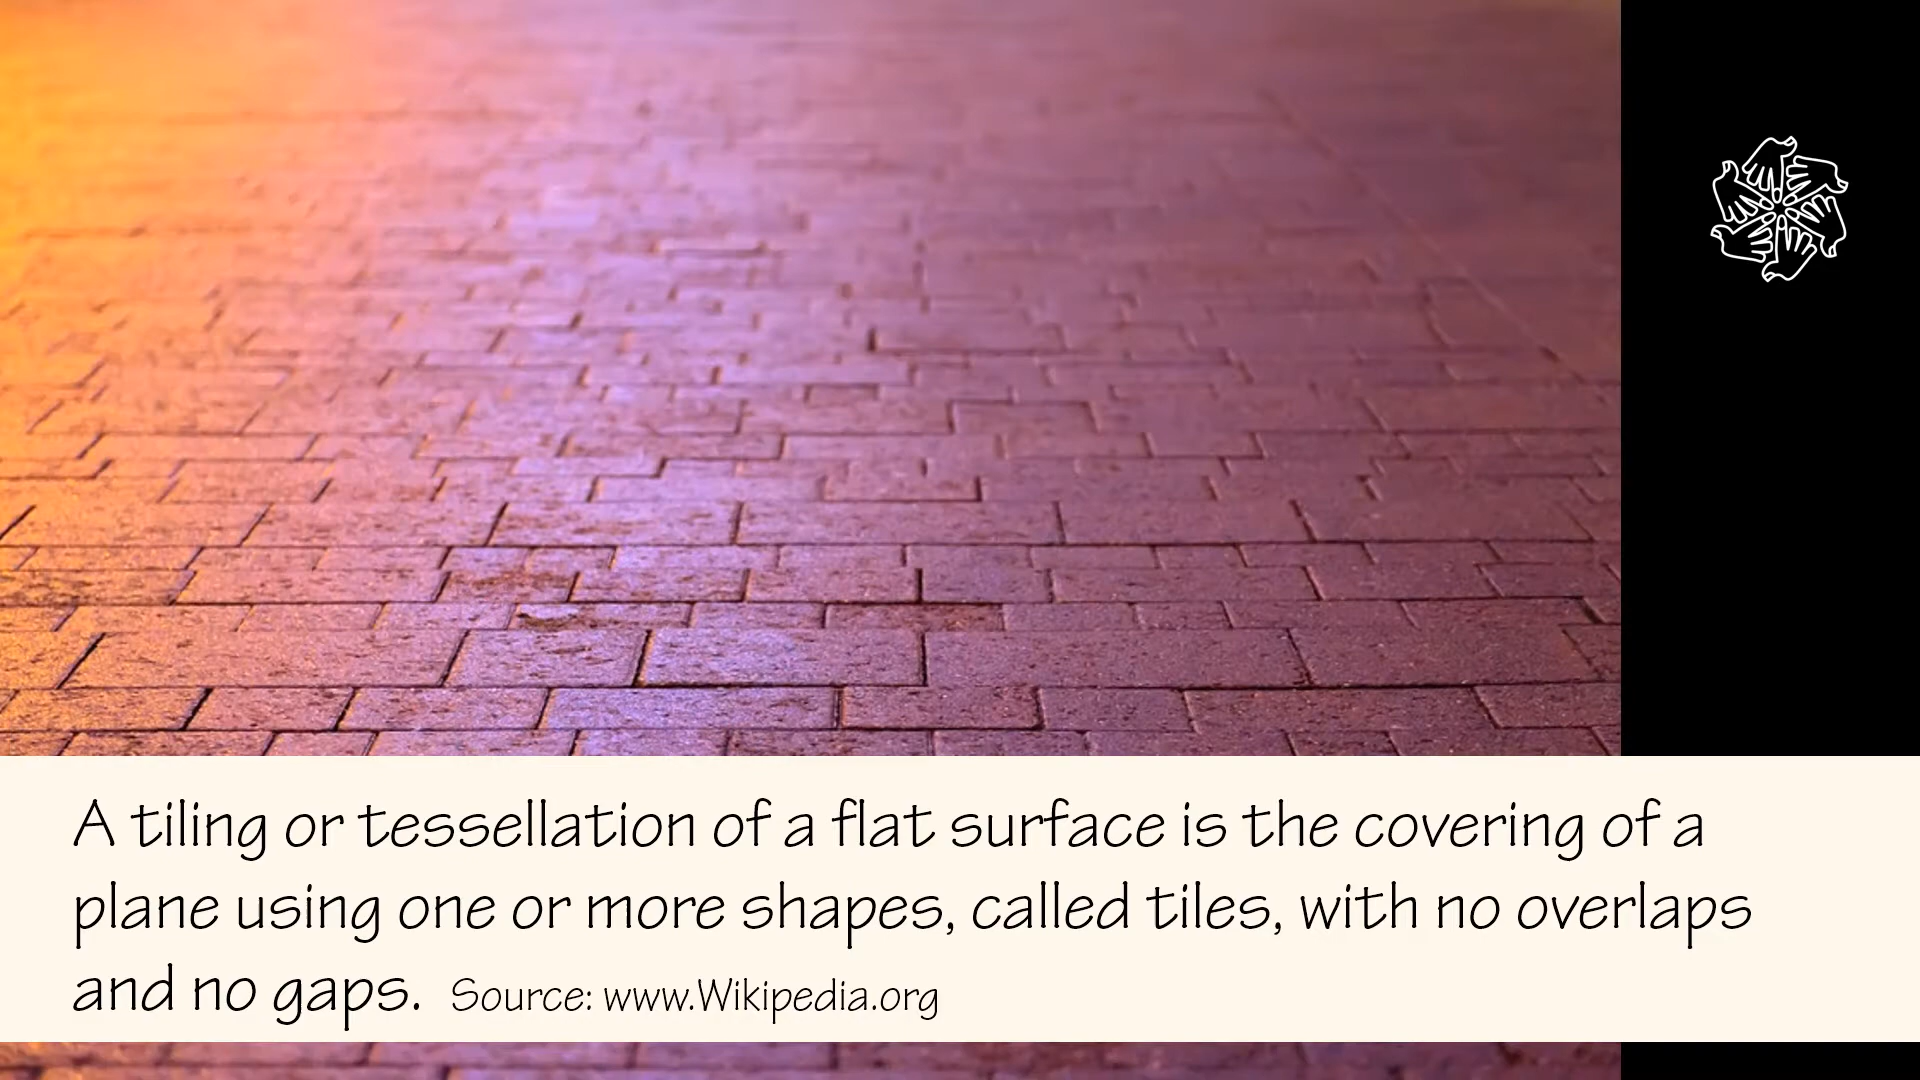 A tiling or tessellation of a flat surface is the covering of a
plane using one or more shapes, called tiles, with no overlaps
and no gaps. Source: www.Wikipedia.org